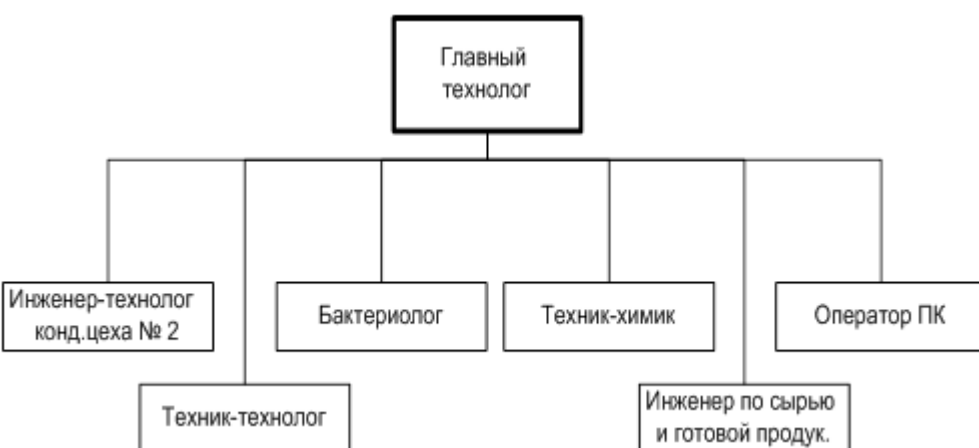 Главный
технолог
Инженер-технолог
конд.цеха № 2
Бактериолог
Техник-химик
Оператор ПК
Техник-технолог
Инженер по сырью
и готовой продук.